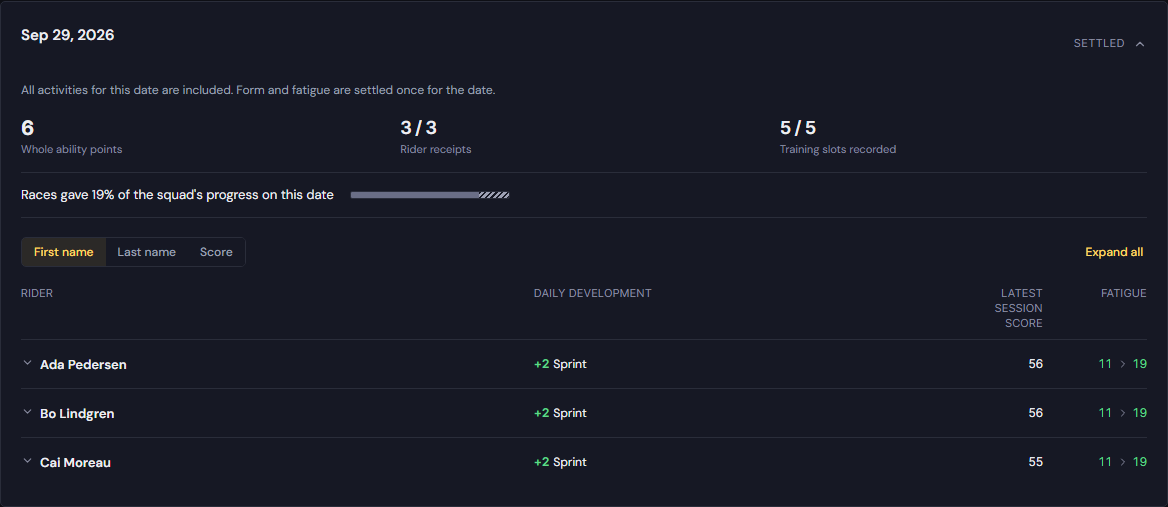 Sep 29, 2026
SETTLED
All activities for this date are included. Form and fatigue are settled once for the date.
6
Whole ability points
3 / 3
Rider receipts
5 / 5
Training slots recorded
Races gave 19% of the squad's progress on this date
First name Last name Score
Expand all
RIDER
DAILY DEVELOPMENT
LATEST
SESSION
SCORE
FATIGUE
Ada Pedersen +2 Sprint 56 11 > 19
Bo Lindgren +2 Sprint 56 11 > 19
Cai Moreau +2 Sprint 55 11 > 19